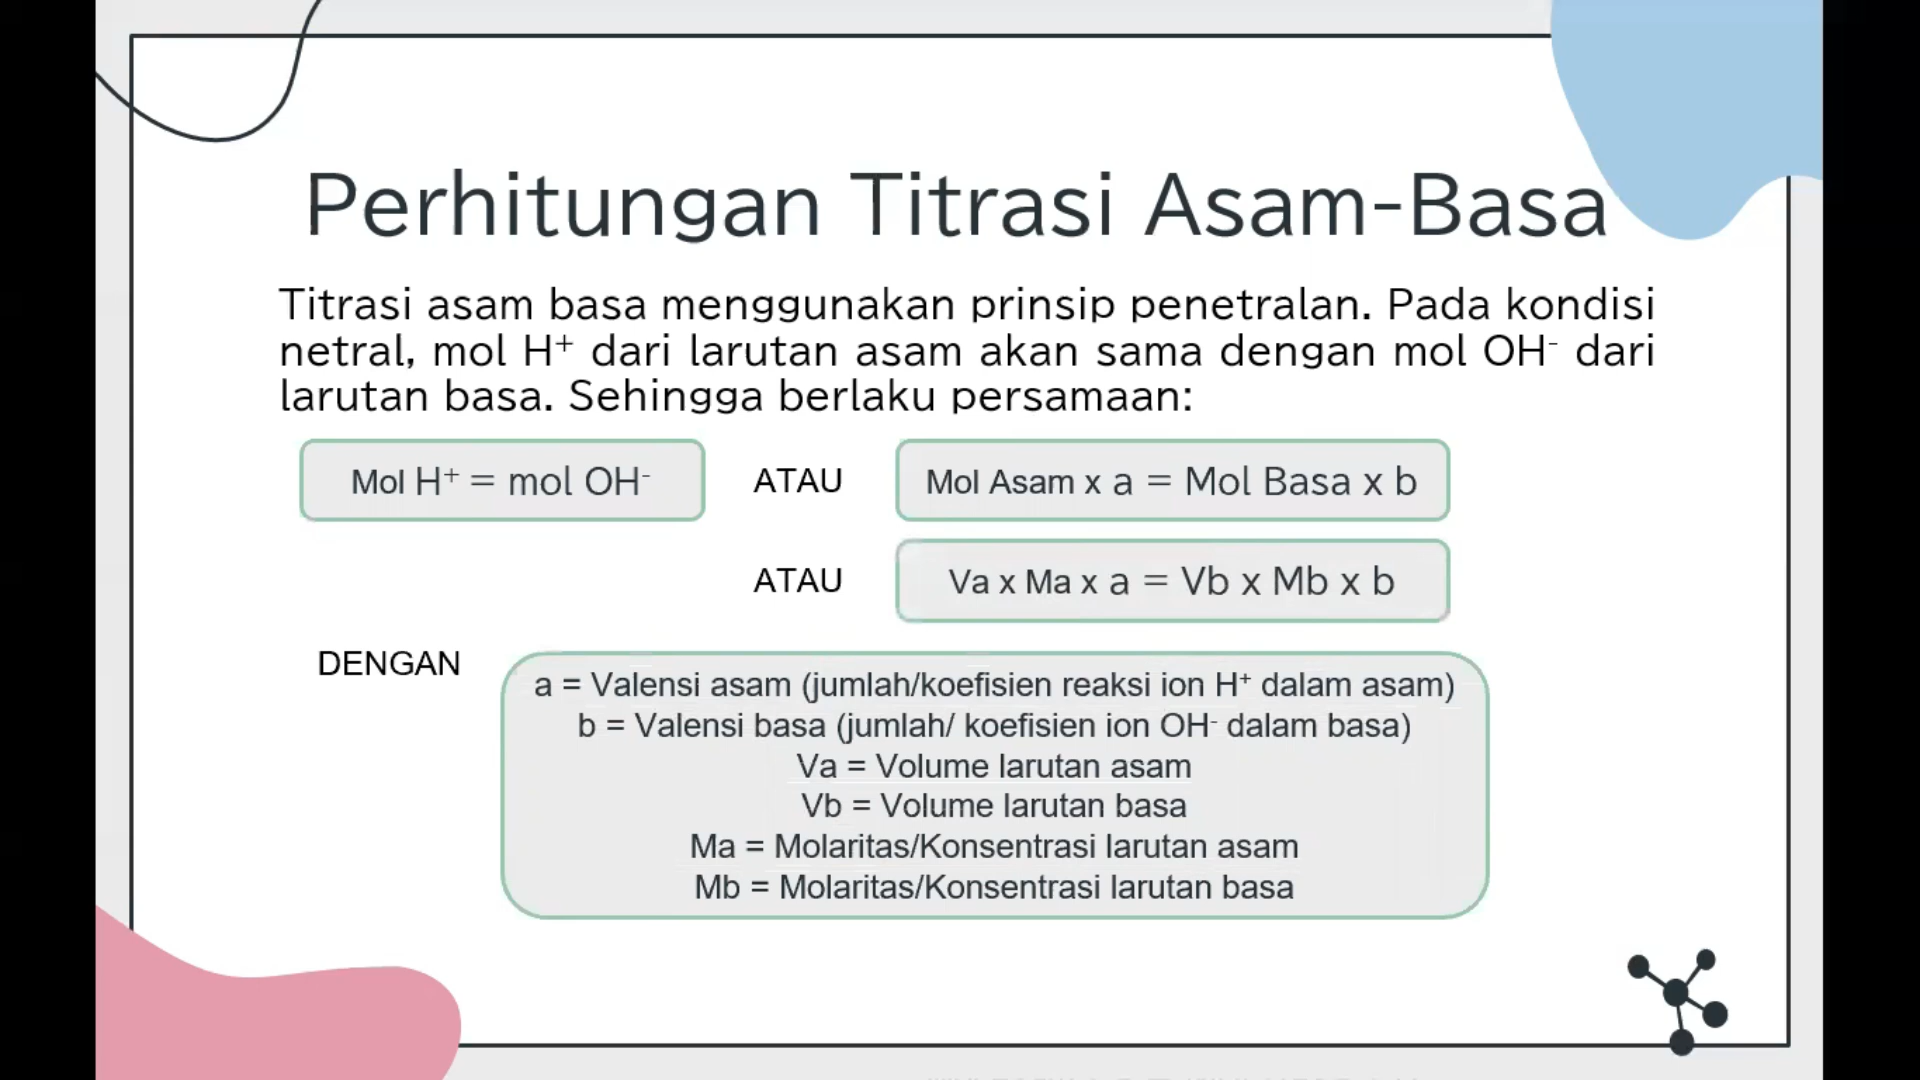 Perhitungan Titrasi Asam-Basa
Titrasi asam basa menggunakan prinsip penetralan. Pada kondisi
netral, mol H⁺ dari larutan asam akan sama dengan mol OH⁻ dari
larutan basa. Sehingga berlaku persamaan:
Mol H⁺ = mol OH⁻
ATAU
Mol Asam x a = Mol Basa x b
ATAU
Va x Ma x a = Vb x Mb x b
DENGAN
a = Valensi asam (jumlah/koefisien reaksi ion H⁺ dalam asam)
b = Valensi basa (jumlah/ koefisien ion OH⁻ dalam basa)
Va = Volume larutan asam
Vb = Volume larutan basa
Ma = Molaritas/Konsentrasi larutan asam
Mb = Molaritas/Konsentrasi larutan basa